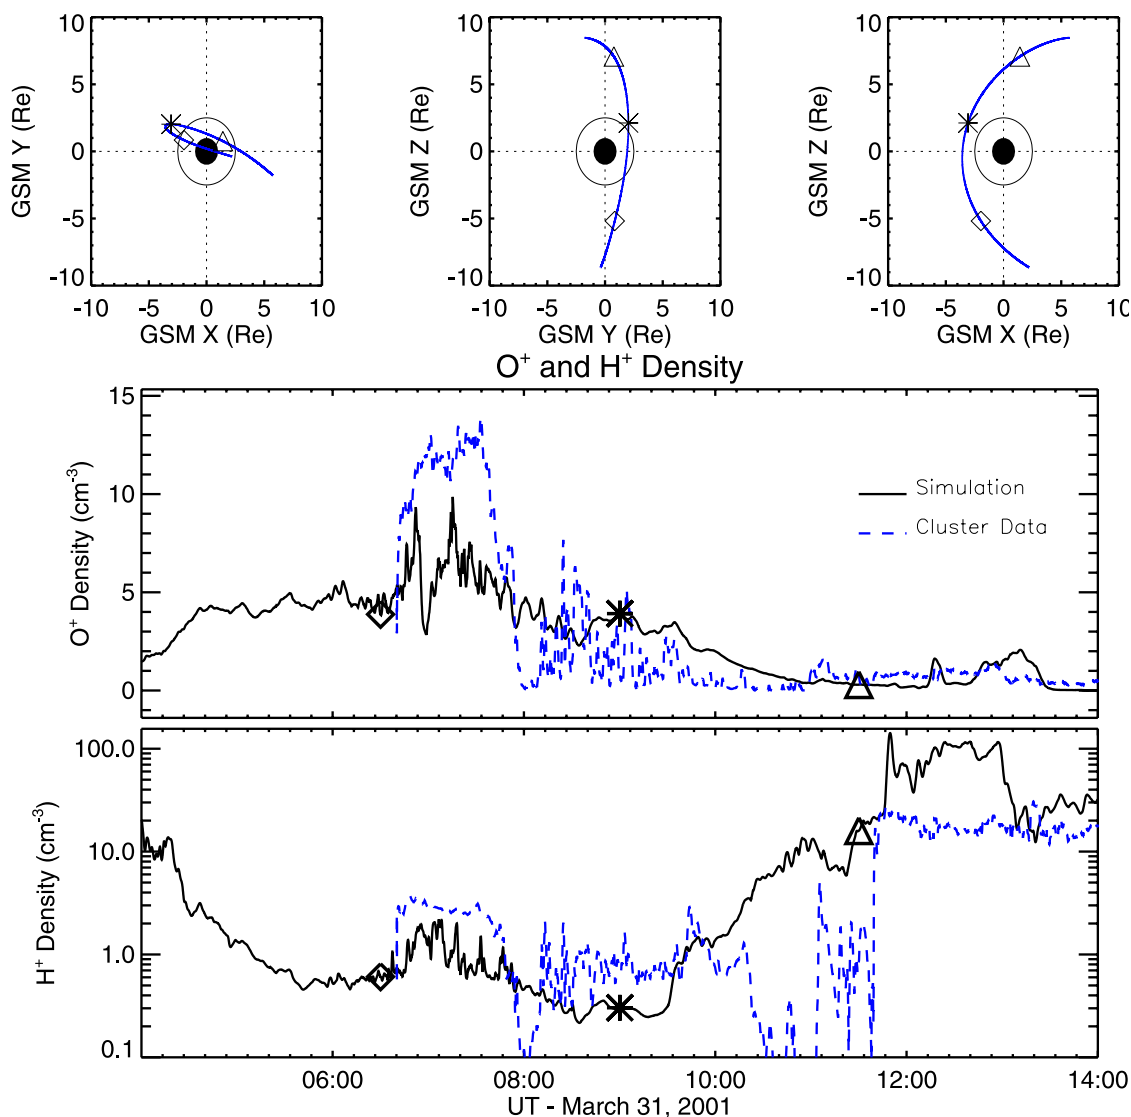 10
5
0
-5
-10
GSM Y (Re)
-10 -5 0 5 10
GSM X (Re)
10
5
0
-5
-10
GSM Z (Re)
-10 -5 0 5 10
GSM Y (Re)
10
5
0
-5
-10
GSM Z (Re)
-10 -5 0 5 10
GSM X (Re)
O⁺ and H⁺ Density
15
10
5
0
O⁺ Density (cm⁻³)
Simulation
Cluster Data
100.0
10.0
1.0
0.1
H⁺ Density (cm⁻³)
06:00 08:00 10:00 12:00 14:00
UT - March 31, 2001